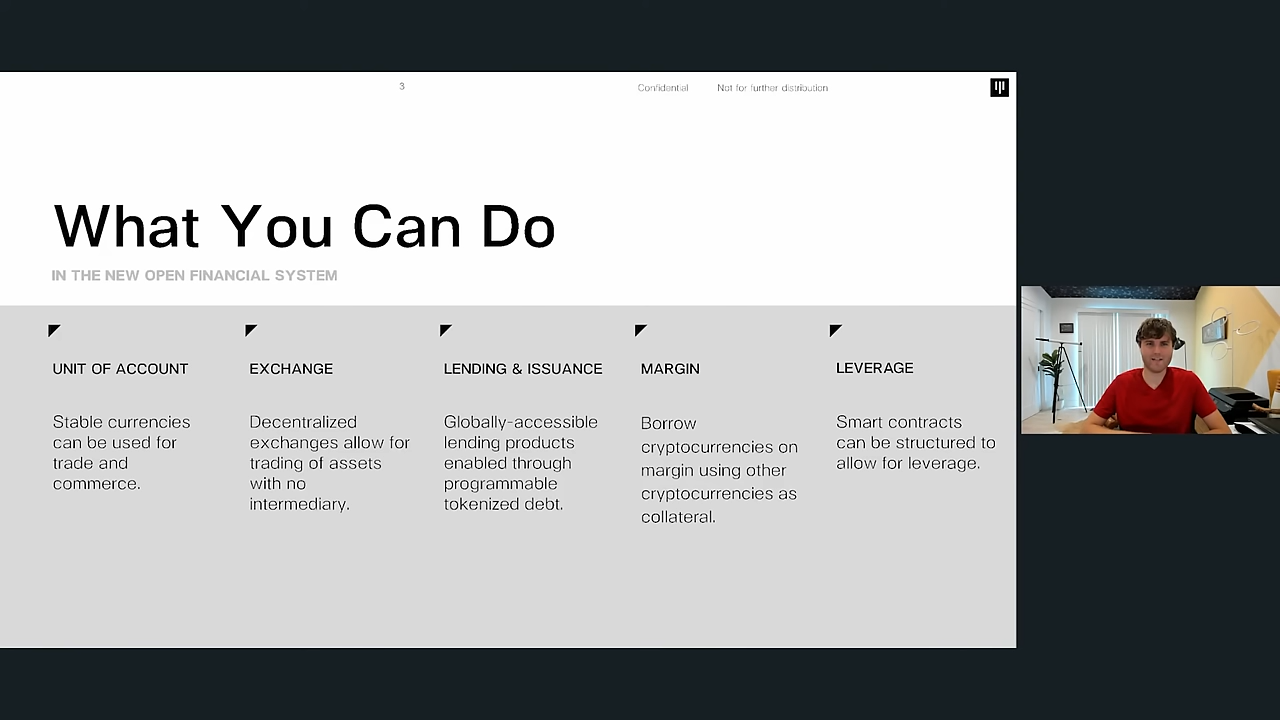 3
Confidential
Not for further distribution
What You Can Do
IN THE NEW OPEN FINANCIAL SYSTEM
UNIT OF ACCOUNT
Stable currencies
can be used for
trade and
commerce.
EXCHANGE
Decentralized
exchanges allow for
trading of assets
with no
intermediary.
LENDING & ISSUANCE
Globally-accessible
lending products
enabled through
programmable
tokenized debt.
MARGIN
Borrow
cryptocurrencies on
margin using other
cryptocurrencies as
collateral.
LEVERAGE
Smart contracts
can be structured to
allow for leverage.